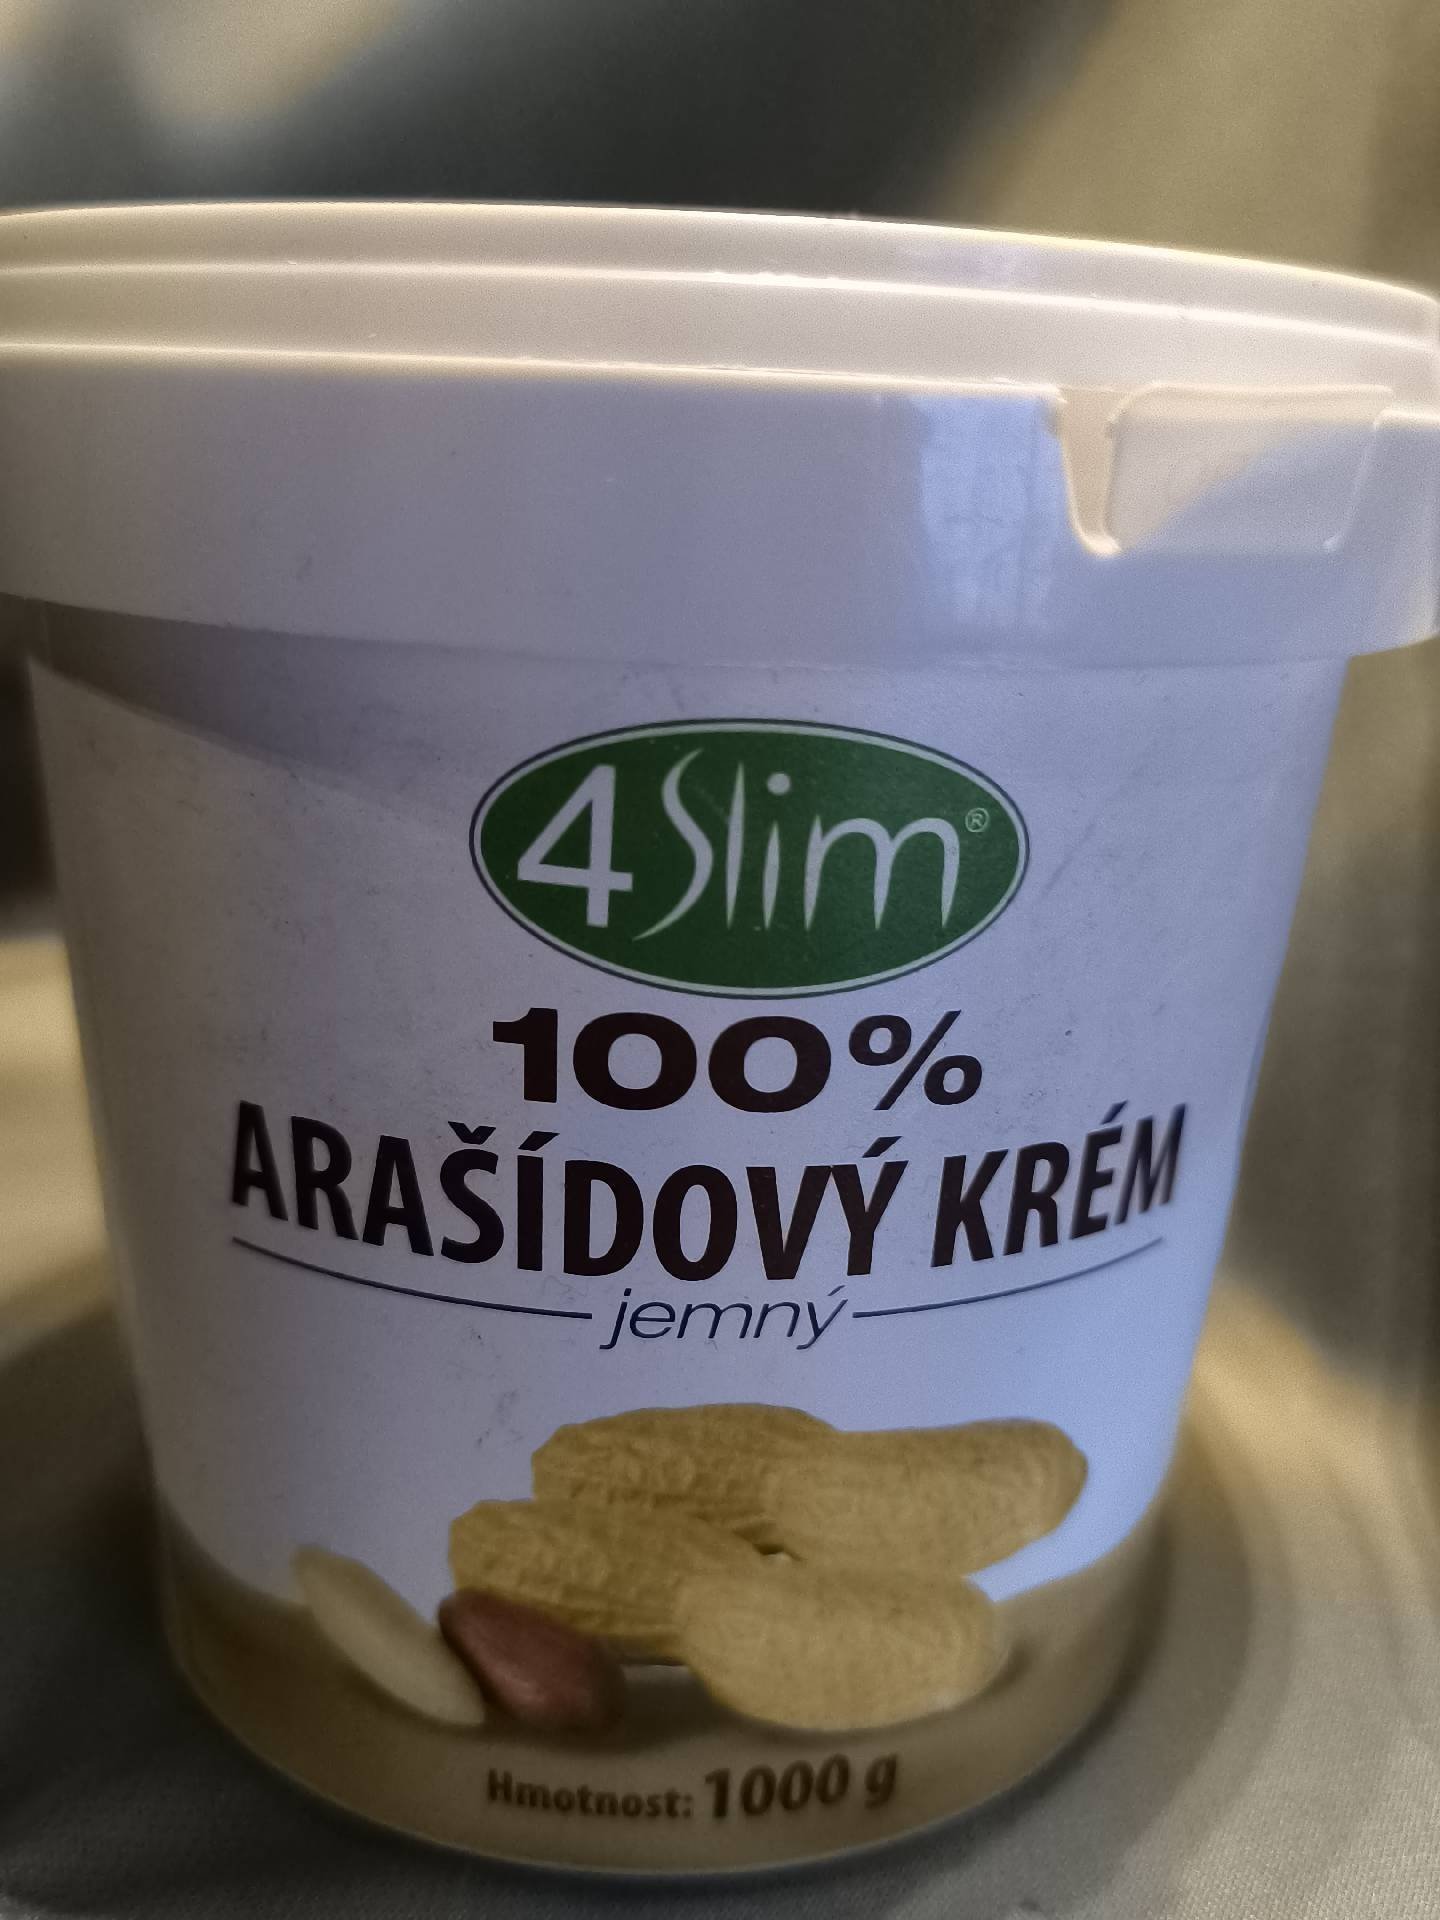 4Slim®
100%
ARAŠÍDOVÝ KRÉM
jemný
Hmotnost: 1000 g